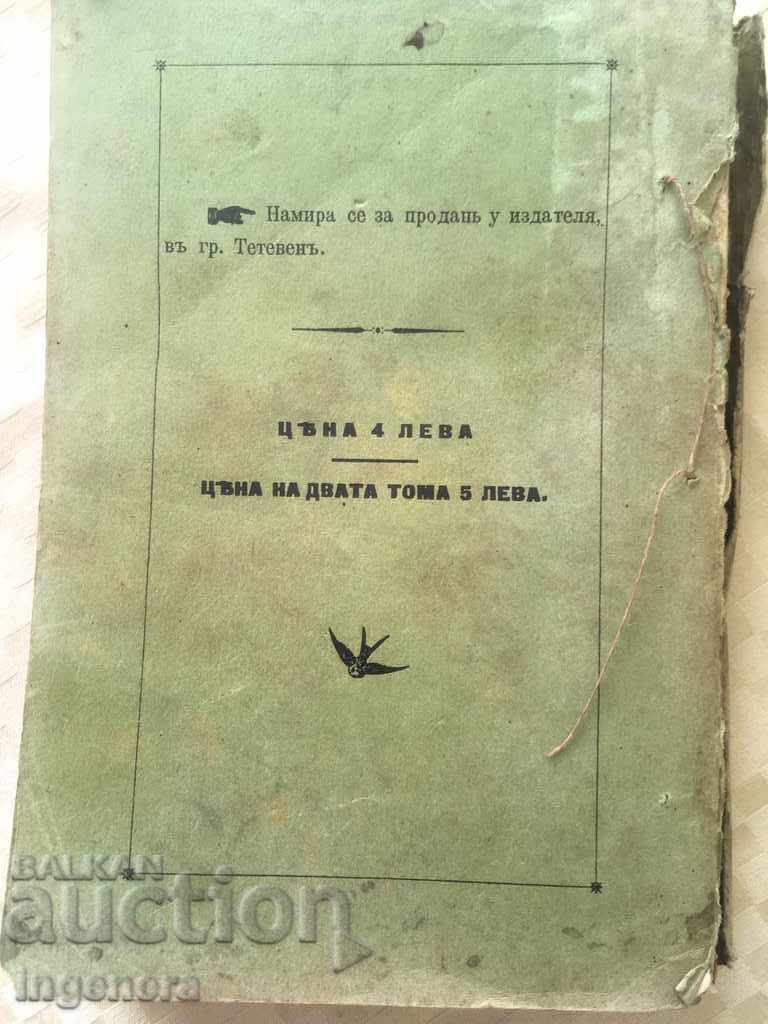 Намира се за продань у издателя,
въ гр. Тетевенъ.
ЦѢНА 4 ЛЕВА
ЦѢНА НА ДВАТА ТОМА 5 ЛЕВА.
BALKAN
auction
ingenora